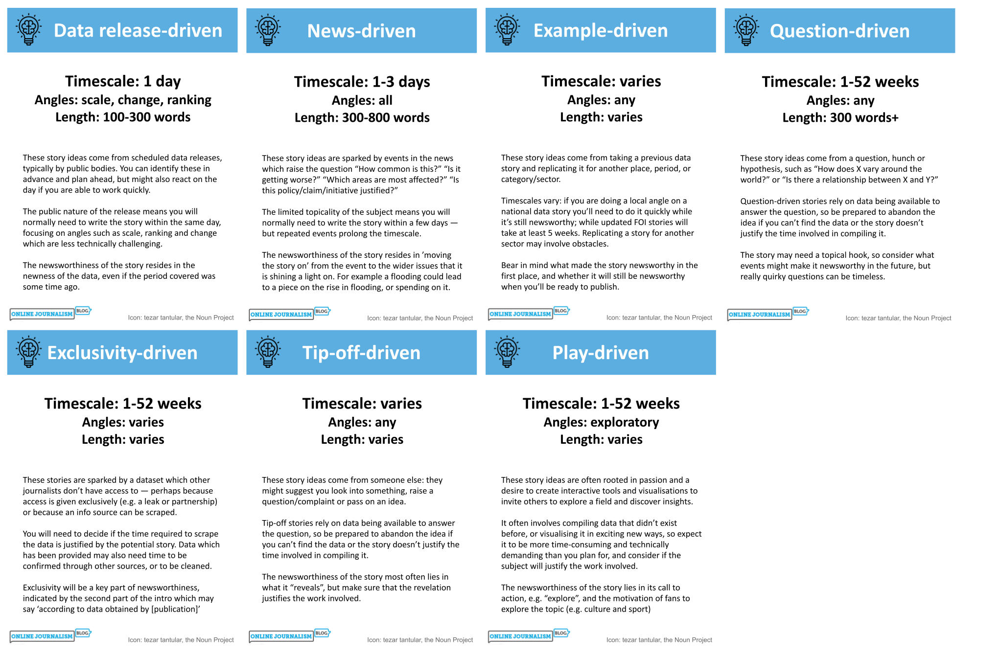 Data release-driven
Timescale: 1 day
Angles: scale, change, ranking
Length: 100-300 words
These story ideas come from scheduled data releases,
typically by public bodies. You can identify these in
advance and plan ahead, but might also react on the
day if you are able to work quickly.
The public nature of the release means you will
normally need to write the story within the same day,
focusing on angles such as scale, ranking and change
which are less technically challenging.
The newsworthiness of the story resides in the
newness of the data, even if the period covered was
some time ago.
ONLINE JOURNALISM BLOG
Icon: tezar tantular, the Noun Project
News-driven
Timescale: 1-3 days
Angles: all
Length: 300-800 words
These story ideas are sparked by events in the news
which raise the question “How common is this?” “Is it
getting worse?” “Which areas are most affected?” “Is
this policy/claim/initiative justified?”
The limited topicality of the subject means you will
normally need to write the story within a few days —
but repeated events prolong the timescale.
The newsworthiness of the story resides in ’moving
the story on’ from the event to the wider issues that it
is shining a light on. For example a flooding could lead
to a piece on the rise in flooding, or spending on it.
ONLINE JOURNALISM BLOG
Icon: tezar tantular, the Noun Project
Example-driven
Timescale: varies
Angles: any
Length: varies
These story ideas come from taking a previous data
story and replicating it for another place, period, or
category/sector.
Timescales vary: if you are doing a local angle on a
national data story you’ll need to do it quickly while
it’s still newsworthy; while updated FOI stories will
take at least 5 weeks. Replicating a story for another
sector may involve obstacles.
Bear in mind what made the story newsworthy in the
first place, and whether it will still be newsworthy
when you’ll be ready to publish.
ONLINE JOURNALISM BLOG
Icon: tezar tantular, the Noun Project
Question-driven
Timescale: 1-52 weeks
Angles: any
Length: 300 words+
These story ideas come from a question, hunch or
hypothesis, such as “How does X vary around the
world?” or “Is there a relationship between X and Y?”
Question-driven stories rely on data being available to
answer the question, so be prepared to abandon the
idea if you can’t find the data or the story doesn’t
justify the time involved in compiling it.
The story may need a topical hook, so consider what
events might make it newsworthy in the future, but
really quirky questions can be timeless.
ONLINE JOURNALISM BLOG
Icon: tezar tantular, the Noun Project
Exclusivity-driven
Timescale: 1-52 weeks
Angles: varies
Length: varies
These stories are sparked by a dataset which other
journalists don’t have access to — perhaps because
access is given exclusively (e.g. a leak or partnership)
or because an info source can be scraped.
You will need to decide if the time required to scrape
the data is justified by the potential story. Data which
has been provided may also need time to be
confirmed through other sources, or to be cleaned.
Exclusivity will be a key part of newsworthiness,
indicated by the second part of the intro which may
say ‘according to data obtained by [publication]’
ONLINE JOURNALISM BLOG
Icon: tezar tantular, the Noun Project
Tip-off-driven
Timescale: varies
Angles: any
Length: varies
These story ideas come from someone else: they
might suggest you look into something, raise a
question/complaint or pass on an idea.
Tip-off stories rely on data being available to answer
the question, so be prepared to abandon the idea if
you can’t find the data or the story doesn’t justify the
time involved in compiling it.
The newsworthiness of the story most often lies in
what it “reveals”, but make sure that the revelation
justifies the work involved.
ONLINE JOURNALISM BLOG
Icon: tezar tantular, the Noun Project
Play-driven
Timescale: 1-52 weeks
Angles: exploratory
Length: varies
These story ideas are often rooted in passion and a
desire to create interactive tools and visualisations to
invite others to explore a field and discover insights.
It often involves compiling data that didn’t exist
before, or visualising it in exciting new ways, so expect
it to be more time-consuming and technically
demanding than you plan for, and consider if the
subject will justify the work involved.
The newsworthiness of the story lies in its call to
action, e.g. “explore”, and the motivation of fans to
explore the topic (e.g. culture and sport)
ONLINE JOURNALISM BLOG
Icon: tezar tantular, the Noun Project